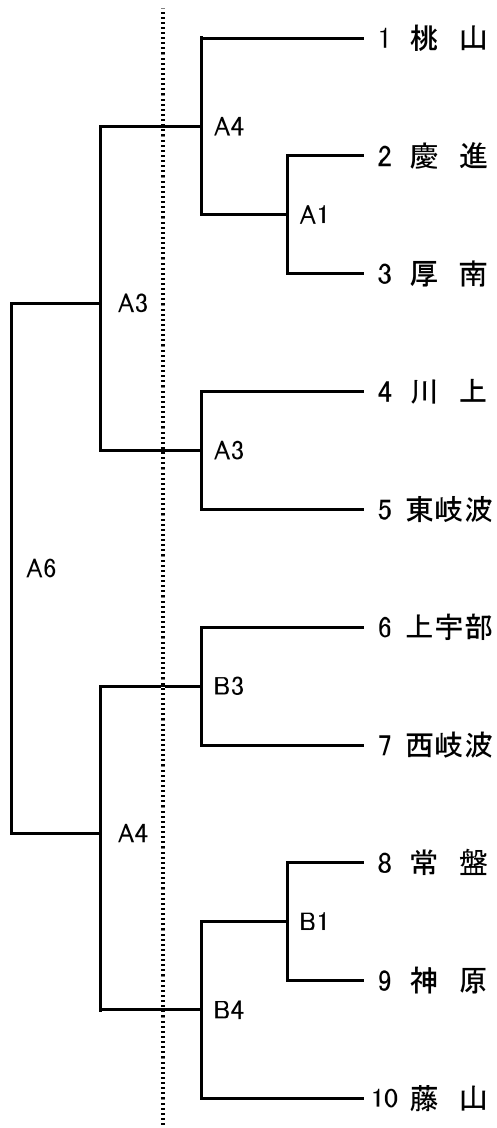 1 桃 山
A4
2 慶 進
A1
3 厚 南
A3
4 川 上
A3
5 東岐波
A6
6 上宇部
B3
7 西岐波
A4
8 常 盤
B1
9 神 原
B4
10 藤 山